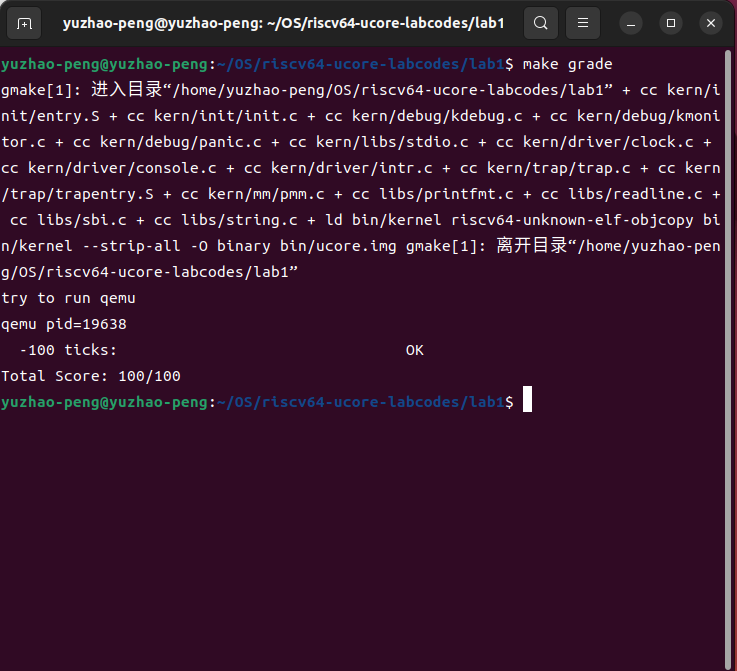 yuzhao-peng@yuzhao-peng: ~/OS/riscv64-ucore-labcodes/lab1
yuzhao-peng@yuzhao-peng:~/OS/riscv64-ucore-labcodes/lab1$ make grade
gmake[1]: 进入目录“/home/yuzhao-peng/OS/riscv64-ucore-labcodes/lab1” + cc kern/i
nit/entry.S + cc kern/init/init.c + cc kern/debug/kdebug.c + cc kern/debug/kmoni
tor.c + cc kern/debug/panic.c + cc kern/libs/stdio.c + cc kern/driver/clock.c +
cc kern/driver/console.c + cc kern/driver/intr.c + cc kern/trap/trap.c + cc kern
/trap/trapentry.S + cc kern/mm/pmm.c + cc libs/printfmt.c + cc libs/readline.c +
 cc libs/sbi.c + cc libs/string.c + ld bin/kernel riscv64-unknown-elf-objcopy bi
n/kernel --strip-all -O binary bin/ucore.img gmake[1]: 离开目录“/home/yuzhao-pen
g/OS/riscv64-ucore-labcodes/lab1”
try to run qemu
qemu pid=19638
  -100 ticks:                                OK
Total Score: 100/100
yuzhao-peng@yuzhao-peng:~/OS/riscv64-ucore-labcodes/lab1$